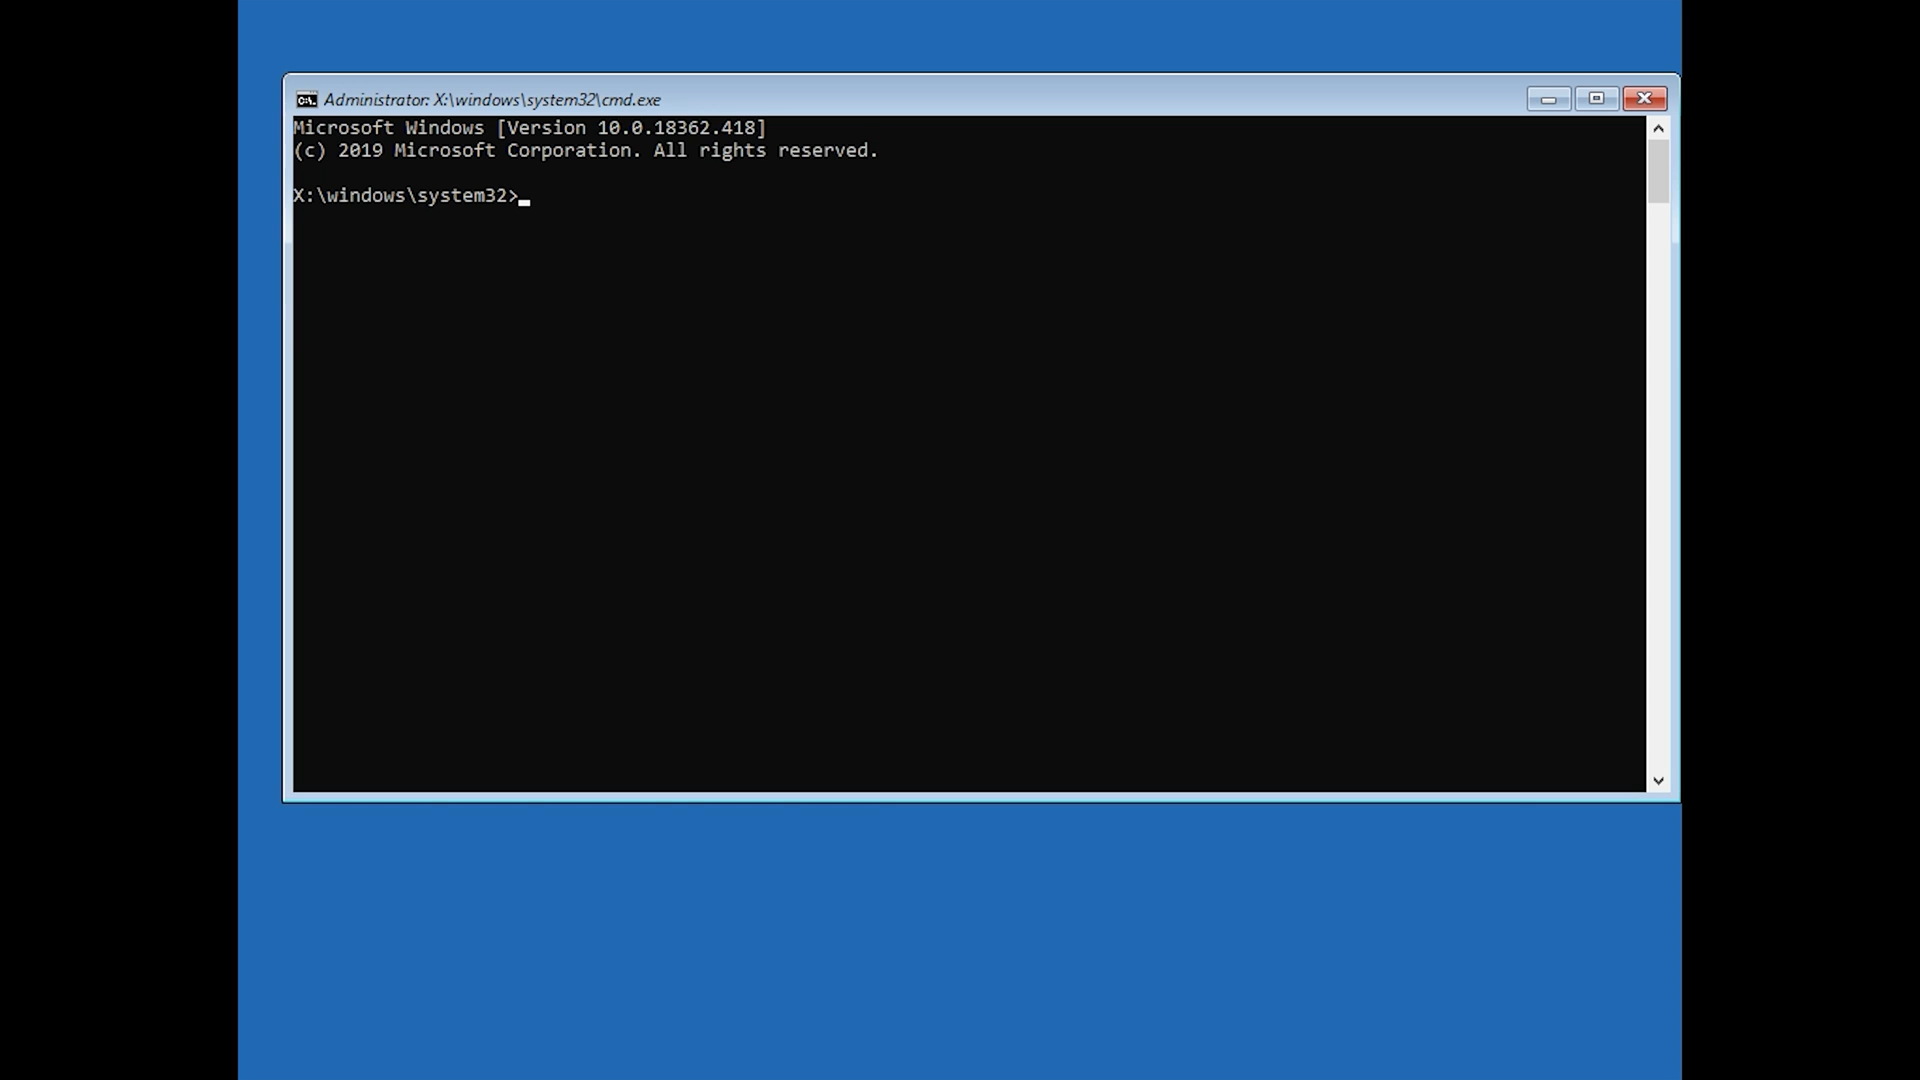 Administrator: X:\windows\system32\cmd.exe
Microsoft Windows [Version 10.0.18362.418]
(c) 2019 Microsoft Corporation. All rights reserved.
X:\windows\system32>